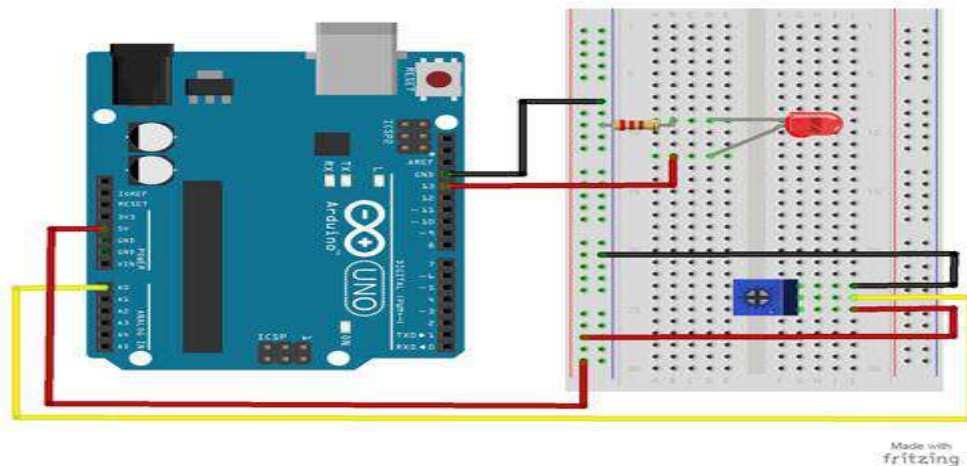 RESET
ICSP2
AREF
GND
13
12
~11
~10
~9
8
7
~6
~5
4
~3
2
TXD 1
RXD 0
DIGITAL (PWM~)
IOREF
RESET
3V3
5V
GND
GND
VIN
POWER
A0
A1
A2
A3
A4
A5
ANALOG IN
RX
TX
L
Arduino
UNO
ON
ICSP
Made with
fritzing